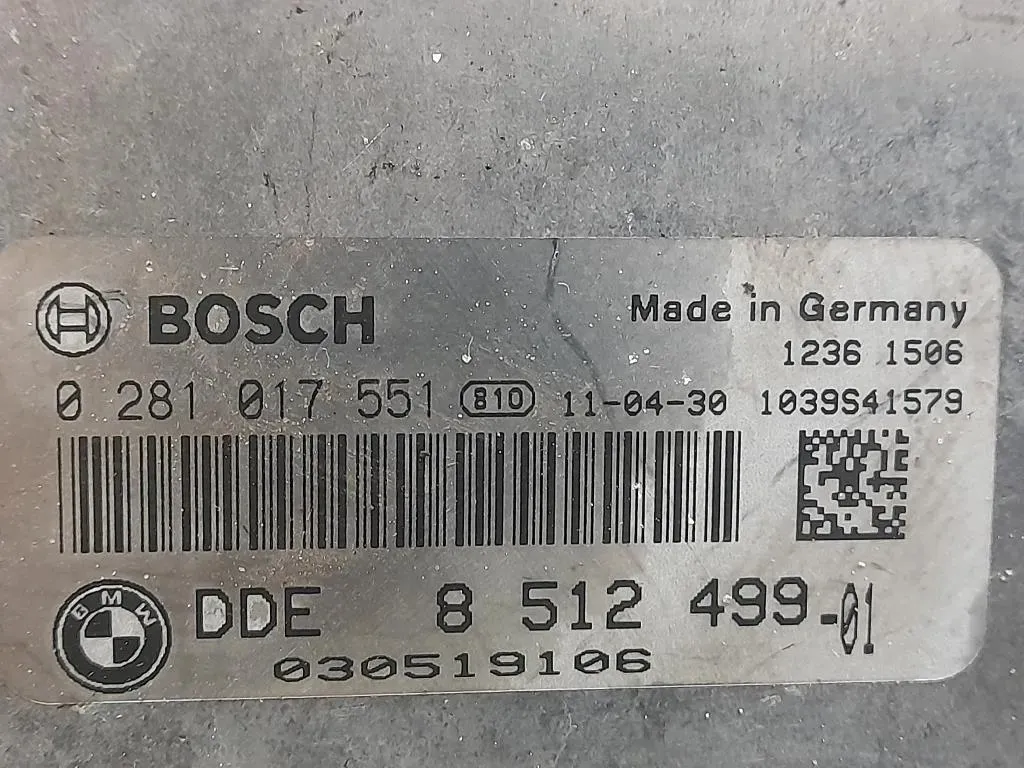 BOSCH
Made in Germany
1236 1506
0 281 017 551 810 11-04-30 1039S41579
BMW
DDE 8 512 499-01
030519106